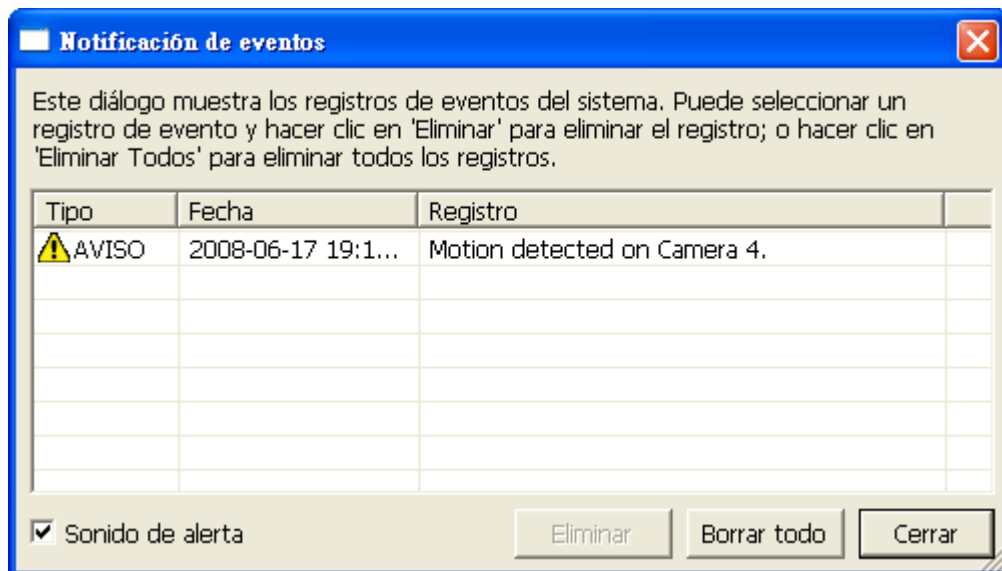 Notificación de eventos
Este diálogo muestra los registros de eventos del sistema. Puede seleccionar un
registro de evento y hacer clic en 'Eliminar' para eliminar el registro; o hacer clic en
'Eliminar Todos' para eliminar todos los registros.
Tipo Fecha Registro
AVISO 2008-06-17 19:1... Motion detected on Camera 4.
Sonido de alerta Eliminar Borrar todo Cerrar